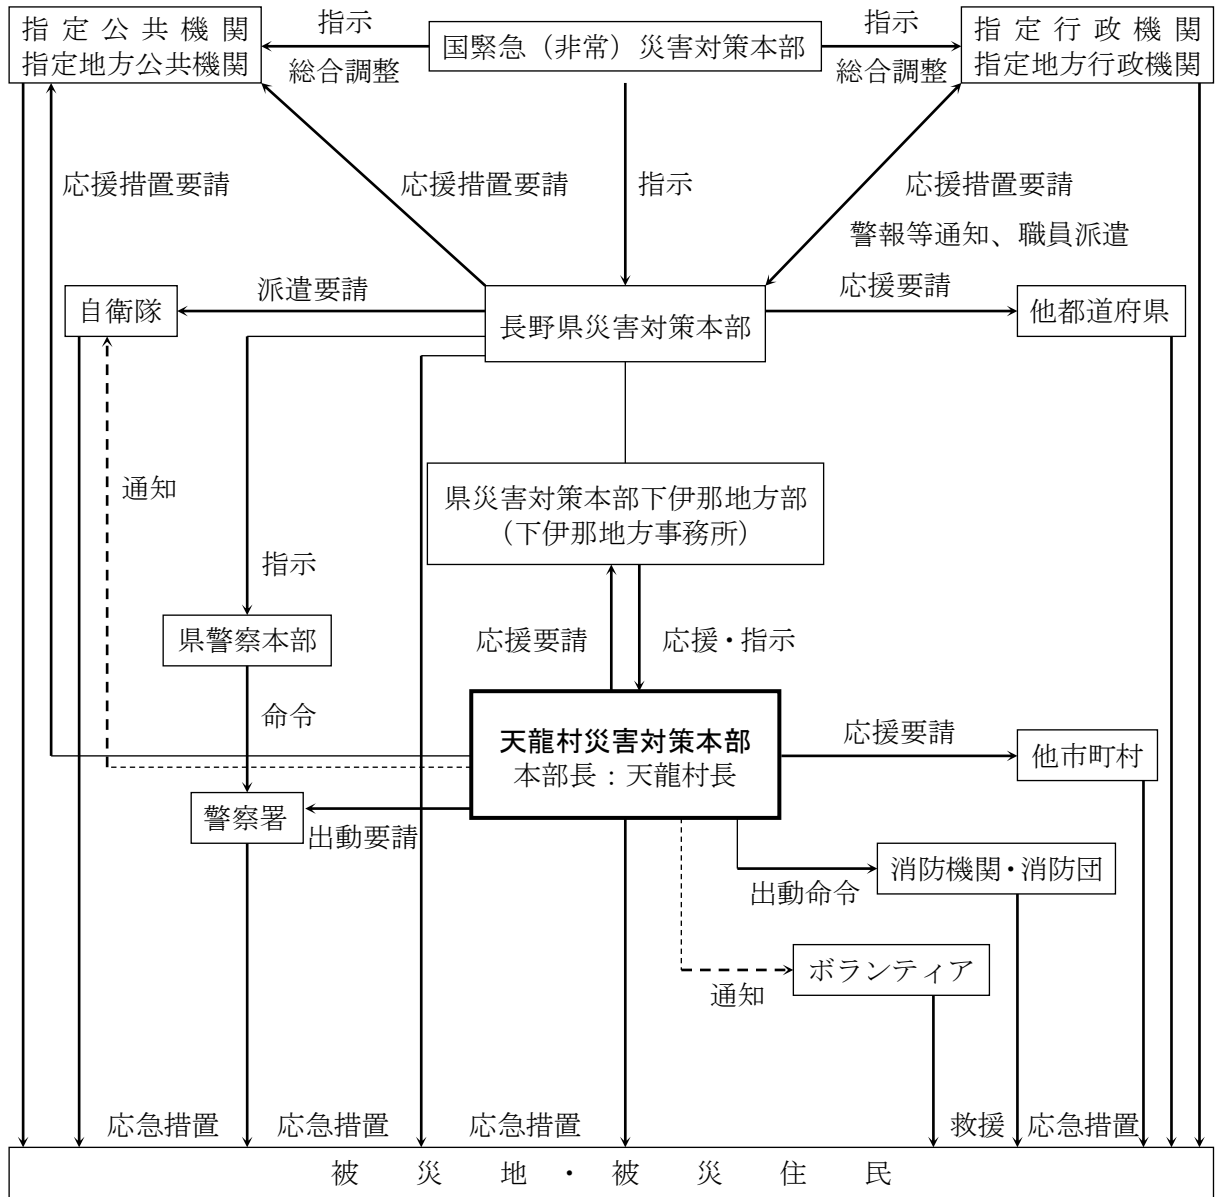 指定公共機関
指定地方公共機関
指示
総合調整
国緊急（非常）災害対策本部
指示
総合調整
指定行政機関
指定地方行政機関
応援措置要請
応援措置要請
指示
応援措置要請
警報等通知、職員派遣
自衛隊
派遣要請
長野県災害対策本部
応援要請
他都道府県
通知
県災害対策本部下伊那地方部
（下伊那地方事務所）
指示
県警察本部
応援要請
応援・指示
命令
天龍村災害対策本部
本部長：天龍村長
応援要請
他市町村
警察署
出動要請
消防機関・消防団
出動命令
ボランティア
通知
応急措置
応急措置
応急措置
救援
応急措置
被災地・被災住民